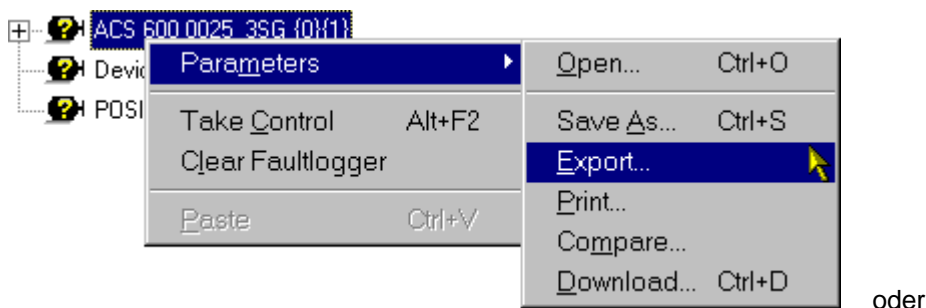 ACS 600 0025_3SG {0}{1}
Parameters
Open... Ctrl+O
Devic
POSI
Take Control Alt+F2
Save As... Ctrl+S
Clear Faultlogger
Export...
Print...
Paste Ctrl+V
Compare...
Download... Ctrl+D
oder